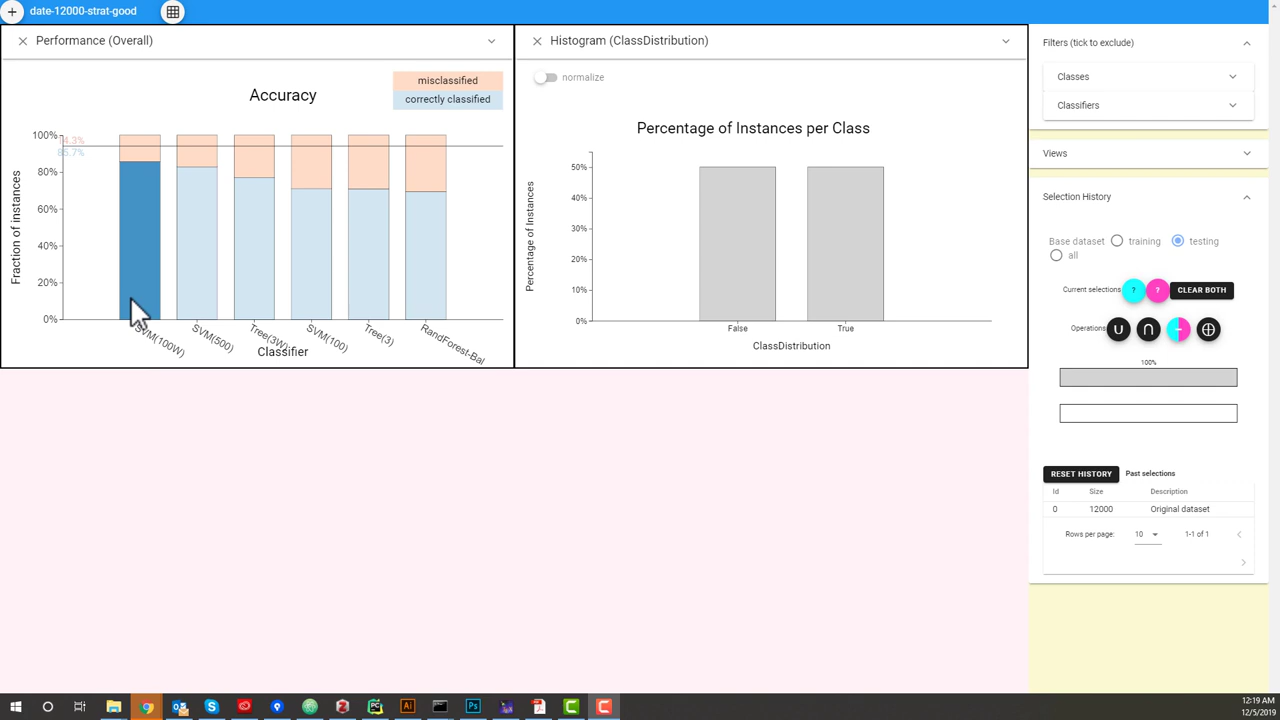 date-12000-strat-good
Performance (Overall)
Accuracy
misclassified
correctly classified
Fraction of instances
100%
80%
60%
40%
20%
0%
14.3%
85.7%
SVM(100W)
SVM(500)
Tree(3W)
SVM(100)
Tree(3)
RandForest-Bal
Classifier
Histogram (ClassDistribution)
normalize
Percentage of Instances per Class
Percentage of Instances
50%
40%
30%
20%
10%
0%
False
True
ClassDistribution
Filters (tick to exclude)
Classes
Classifiers
Views
Selection History
Base dataset training testing
all
Current selections ? ? CLEAR BOTH
Operations U ∩ - ⊕
100%
RESET HISTORY Past selections
Id Size Description
0 12000 Original dataset
Rows per page: 10 1-1 of 1
12:19 AM
12/5/2019